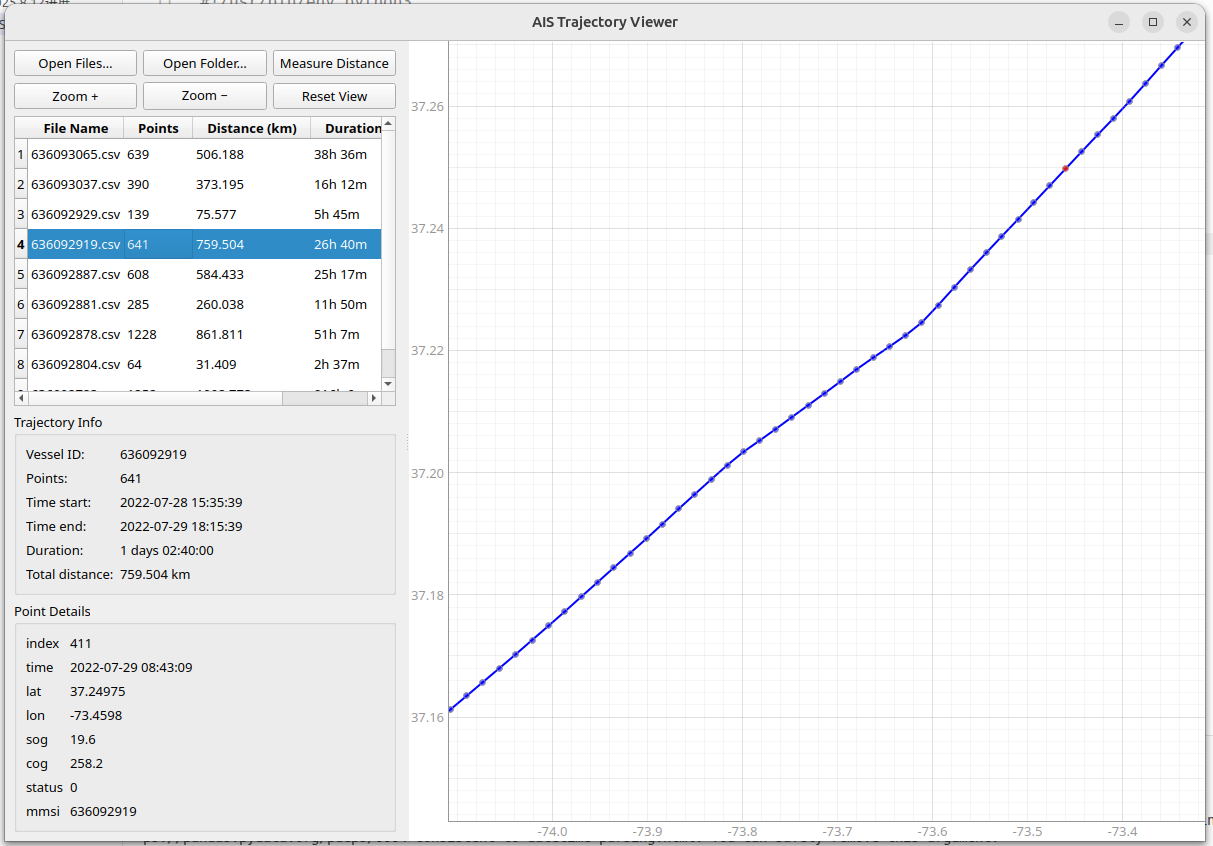 AIS Trajectory Viewer
Open Files... Open Folder... Measure Distance
Zoom + Zoom − Reset View
File Name Points Distance (km) Duration
1 636093065.csv 639 506.188 38h 36m
2 636093037.csv 390 373.195 16h 12m
3 636092929.csv 139 75.577 5h 45m
4 636092919.csv 641 759.504 26h 40m
5 636092887.csv 608 584.433 25h 17m
6 636092881.csv 285 260.038 11h 50m
7 636092878.csv 1228 861.811 51h 7m
8 636092804.csv 64 31.409 2h 37m
Trajectory Info
Vessel ID: 636092919
Points: 641
Time start: 2022-07-28 15:35:39
Time end: 2022-07-29 18:15:39
Duration: 1 days 02:40:00
Total distance: 759.504 km
Point Details
index 411
time 2022-07-29 08:43:09
lat 37.24975
lon -73.4598
sog 19.6
cog 258.2
status 0
mmsi 636092919
37.26
37.24
37.22
37.20
37.18
37.16
-74.0 -73.9 -73.8 -73.7 -73.6 -73.5 -73.4